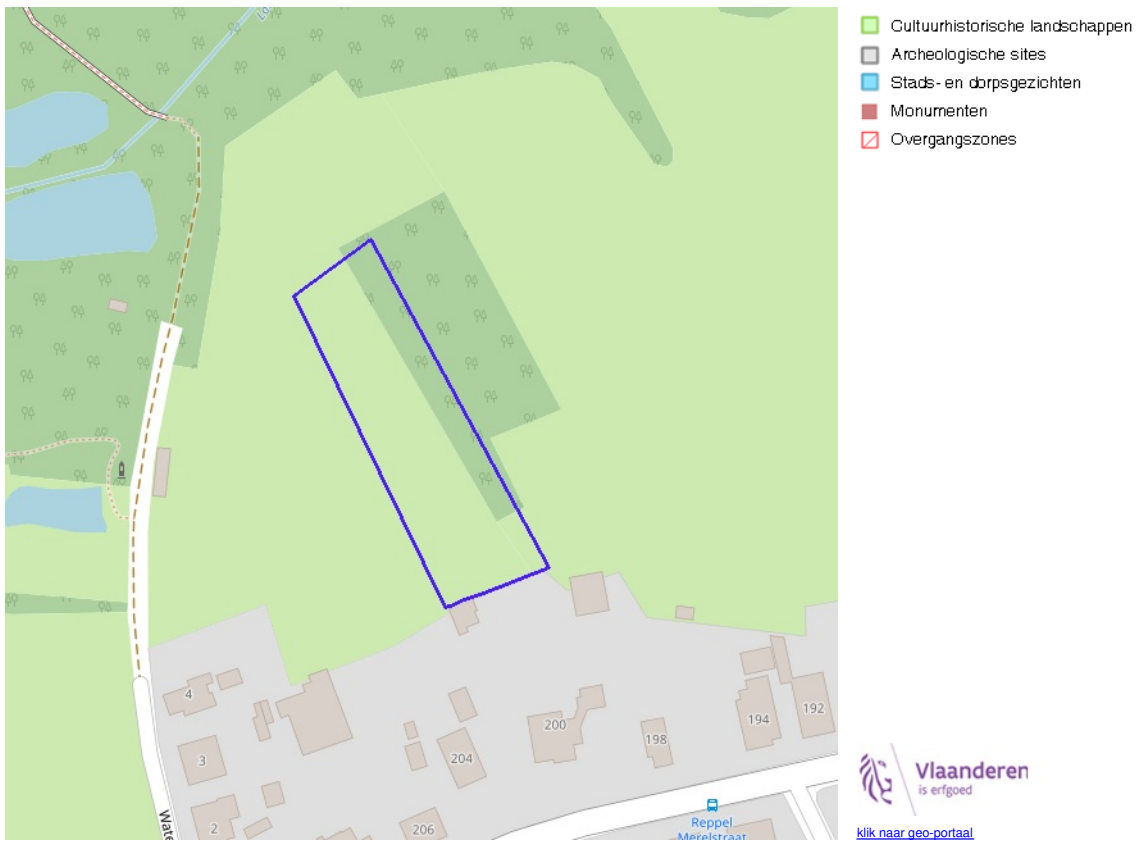 Cultuurhistorische landschappen
Archeologische sites
Stads- en dorpsgezichten
Monumenten
Overgangszones
4
3
2
204
206
200
198
194
192
Wate
Reppel
Merelstraat
Vlaanderen
is erfgoed
klik naar geo-portaal